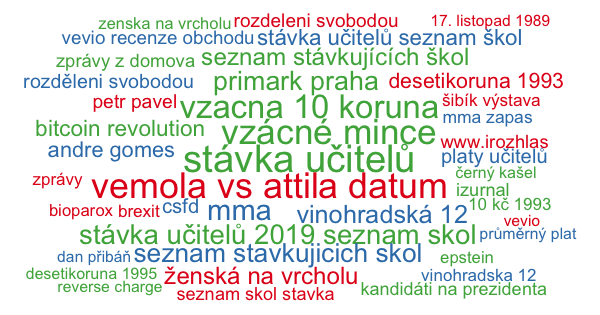 zenska na vrcholu rozdeleni svobodou 17. listopad 1989
vevio recenze obchodu stávka učitelů seznam škol
zprávy z domova seznam stávkujících škol
rozděleni svobodou primark praha desetikoruna 1993
petr pavel vzacna 10 koruna šibík výstava
mma zapas
bitcoin revolution vzácné mince
www.irozhlas
andre gomes stávka učitelů platy učitelů
černý kašel
zprávy vemola vs attila datum izurnal
10 kč 1993
bioparox brexit csfd mma vinohradská 12 vevio
stávka učitelů 2019 seznam skol průměrný plat
dan přibáň seznam stavkujicich skol epstein
desetikoruna 1995 ženská na vrcholu vinohradska 12
reverse charge seznam skol stavka kandidáti na prezidenta